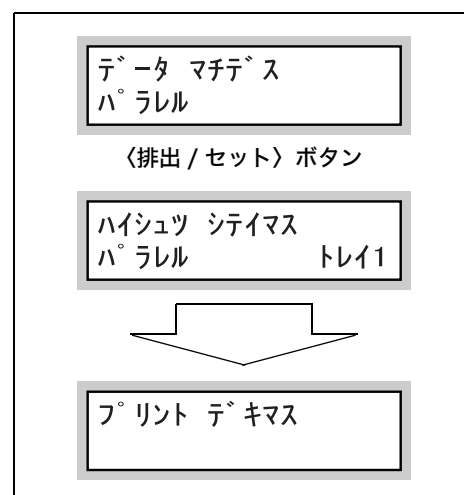 データ マチデス
パラレル
〈排出 / セット〉ボタン
ハイシュツ シテイマス
パラレル トレイ1
プリント デキマス